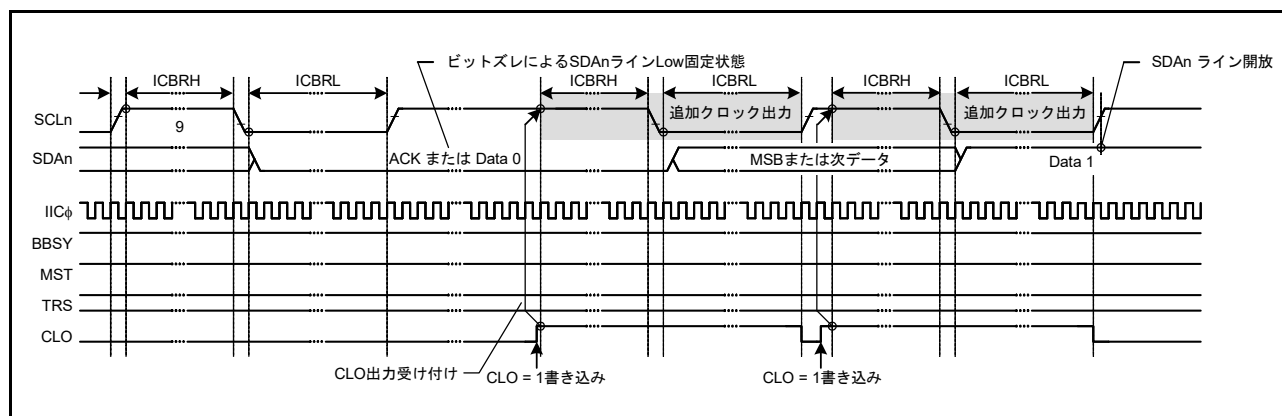 ビットズレによるSDAnラインLow固定状態
SDAn ライン開放
ICBRH
ICBRL
ICBRH
ICBRL
ICBRH
ICBRL
SCLn
9
追加クロック出力
追加クロック出力
SDAn
ACK または Data 0
MSBまたは次データ
Data 1
IICφ
BBSY
MST
TRS
CLO
CLO出力受け付け
CLO = 1書き込み
CLO = 1書き込み